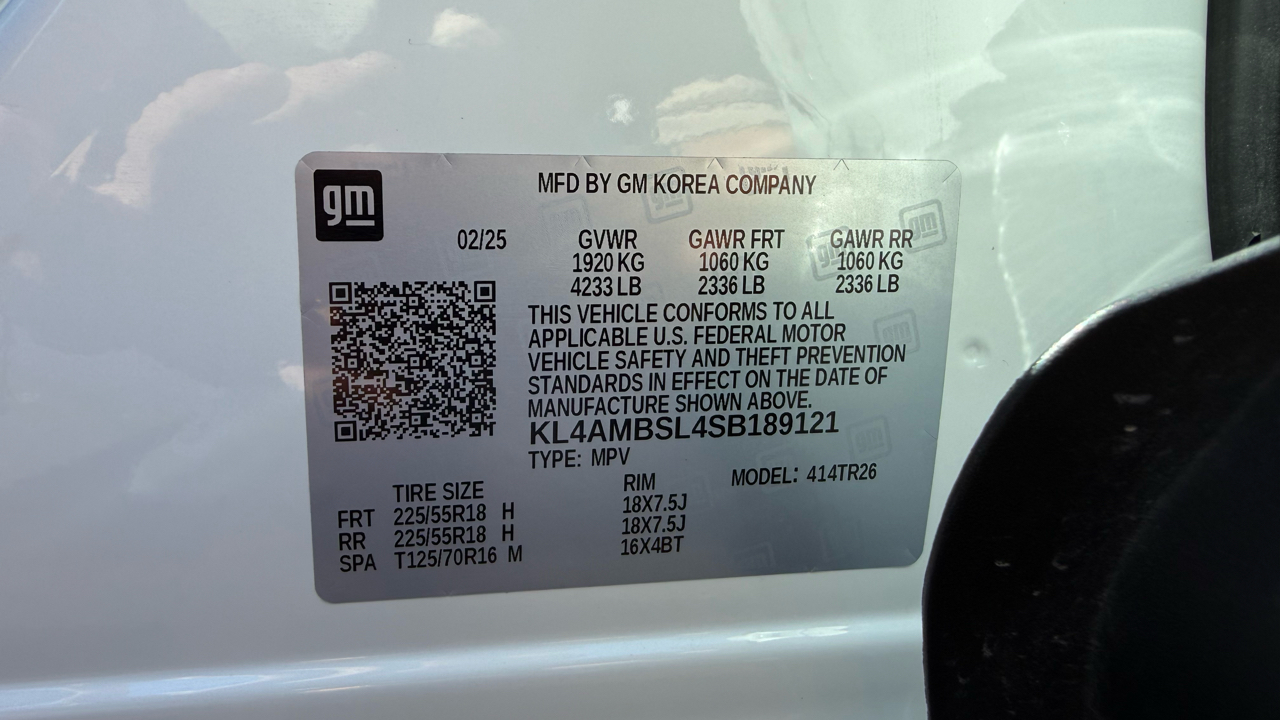 gm
MFD BY GM KOREA COMPANY
02/25 GVWR GAWR FRT GAWR RR
1920 KG 1060 KG 1060 KG
4233 LB 2336 LB 2336 LB
THIS VEHICLE CONFORMS TO ALL
APPLICABLE U.S. FEDERAL MOTOR
VEHICLE SAFETY AND THEFT PREVENTION
STANDARDS IN EFFECT ON THE DATE OF
MANUFACTURE SHOWN ABOVE.
KL4AMBSL4SB189121
TYPE: MPV
MODEL: 414TR26
TIRE SIZE RIM
FRT 225/55R18 H 18X7.5J
RR 225/55R18 H 18X7.5J
SPA T125/70R16 M 16X4BT